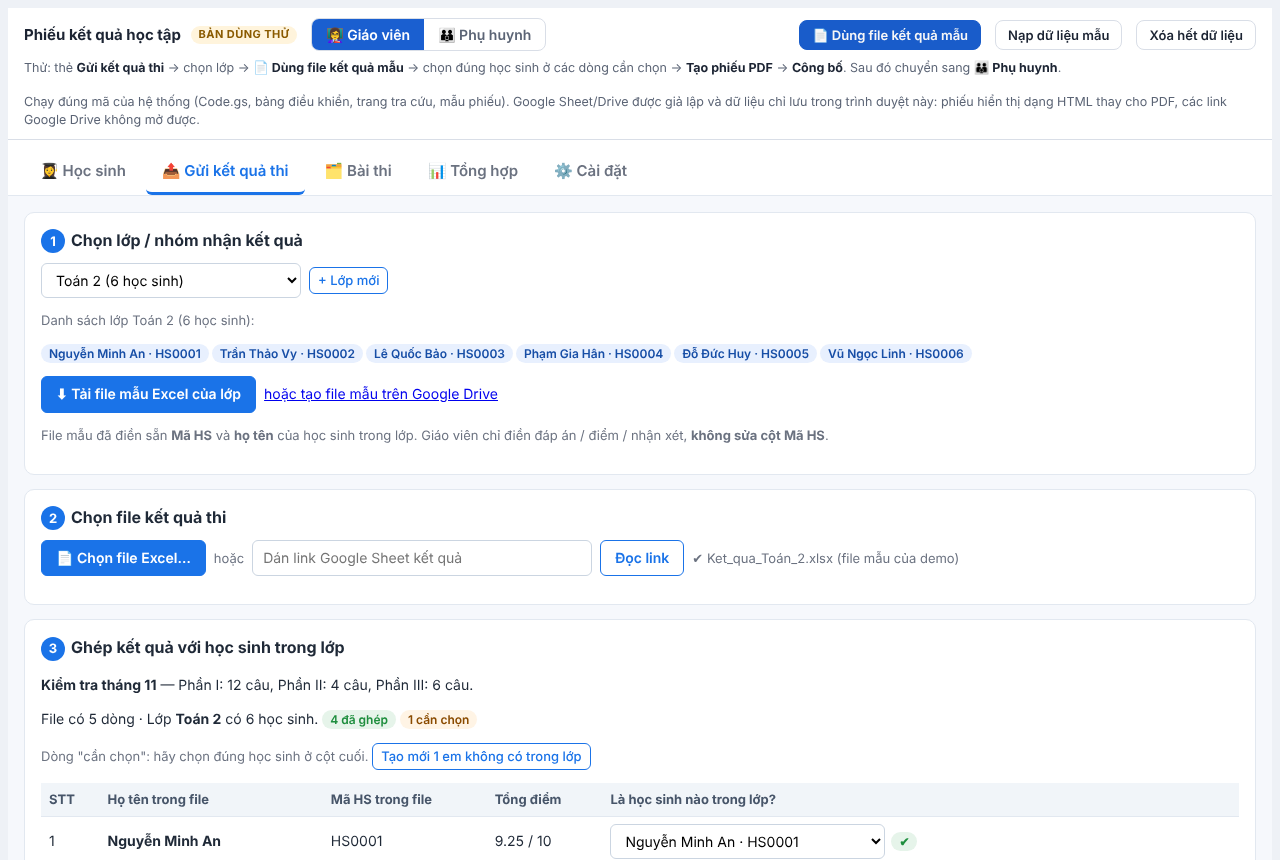 Phiếu kết quả học tập BẢN DÙNG THỬ 👩‍🏫 Giáo viên 👪 Phụ huynh 📄 Dùng file kết quả mẫu Nạp dữ liệu mẫu Xóa hết dữ liệu
Thử: thẻ Gửi kết quả thi → chọn lớp → 📄 Dùng file kết quả mẫu → chọn đúng học sinh ở các dòng cần chọn → Tạo phiếu PDF → Công bố. Sau đó chuyển sang 👪 Phụ huynh.
Chạy đúng mã của hệ thống (Code.gs, bảng điều khiển, trang tra cứu, mẫu phiếu). Google Sheet/Drive được giả lập và dữ liệu chỉ lưu trong trình duyệt này: phiếu hiển thị dạng HTML thay cho PDF, các link
Google Drive không mở được.
👩‍🎓 Học sinh 📤 Gửi kết quả thi 🗂️ Bài thi 📊 Tổng hợp ⚙️ Cài đặt
1 Chọn lớp / nhóm nhận kết quả
Toán 2 (6 học sinh) + Lớp mới
Danh sách lớp Toán 2 (6 học sinh):
Nguyễn Minh An · HS0001 Trần Thảo Vy · HS0002 Lê Quốc Bảo · HS0003 Phạm Gia Hân · HS0004 Đỗ Đức Huy · HS0005 Vũ Ngọc Linh · HS0006
⬇ Tải file mẫu Excel của lớp hoặc tạo file mẫu trên Google Drive
File mẫu đã điền sẵn Mã HS và họ tên của học sinh trong lớp. Giáo viên chỉ điền đáp án / điểm / nhận xét, không sửa cột Mã HS.
2 Chọn file kết quả thi
📄 Chọn file Excel... hoặc Dán link Google Sheet kết quả Đọc link ✔ Ket_qua_Toán_2.xlsx (file mẫu của demo)
3 Ghép kết quả với học sinh trong lớp
Kiểm tra tháng 11 — Phần I: 12 câu, Phần II: 4 câu, Phần III: 6 câu.
File có 5 dòng · Lớp Toán 2 có 6 học sinh. 4 đã ghép 1 cần chọn
Dòng "cần chọn": hãy chọn đúng học sinh ở cột cuối. Tạo mới 1 em không có trong lớp
STT Họ tên trong file Mã HS trong file Tổng điểm Là học sinh nào trong lớp?
1 Nguyễn Minh An HS0001 9.25 / 10 Nguyễn Minh An · HS0001 ✔